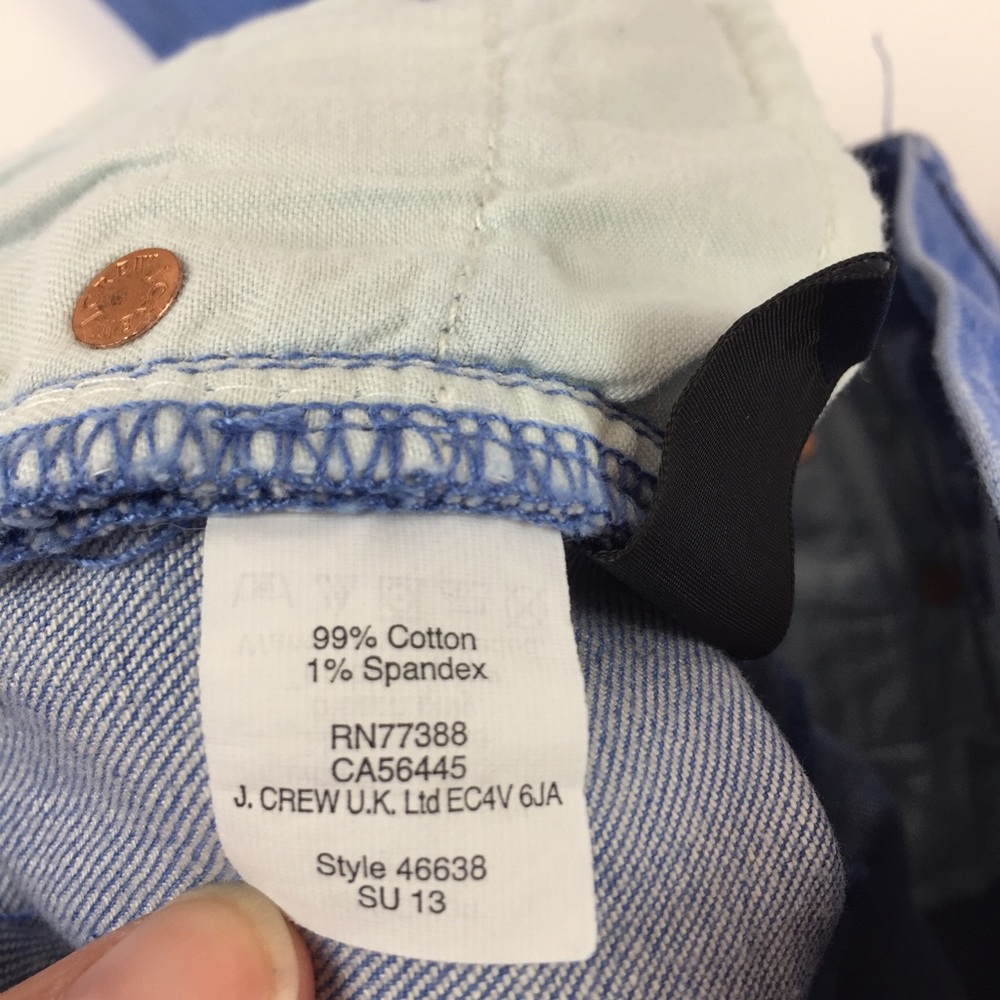 99% Cotton
1% Spandex
RN77388
CA56445
J. CREW U.K. Ltd EC4V 6JA
Style 46638
SU 13